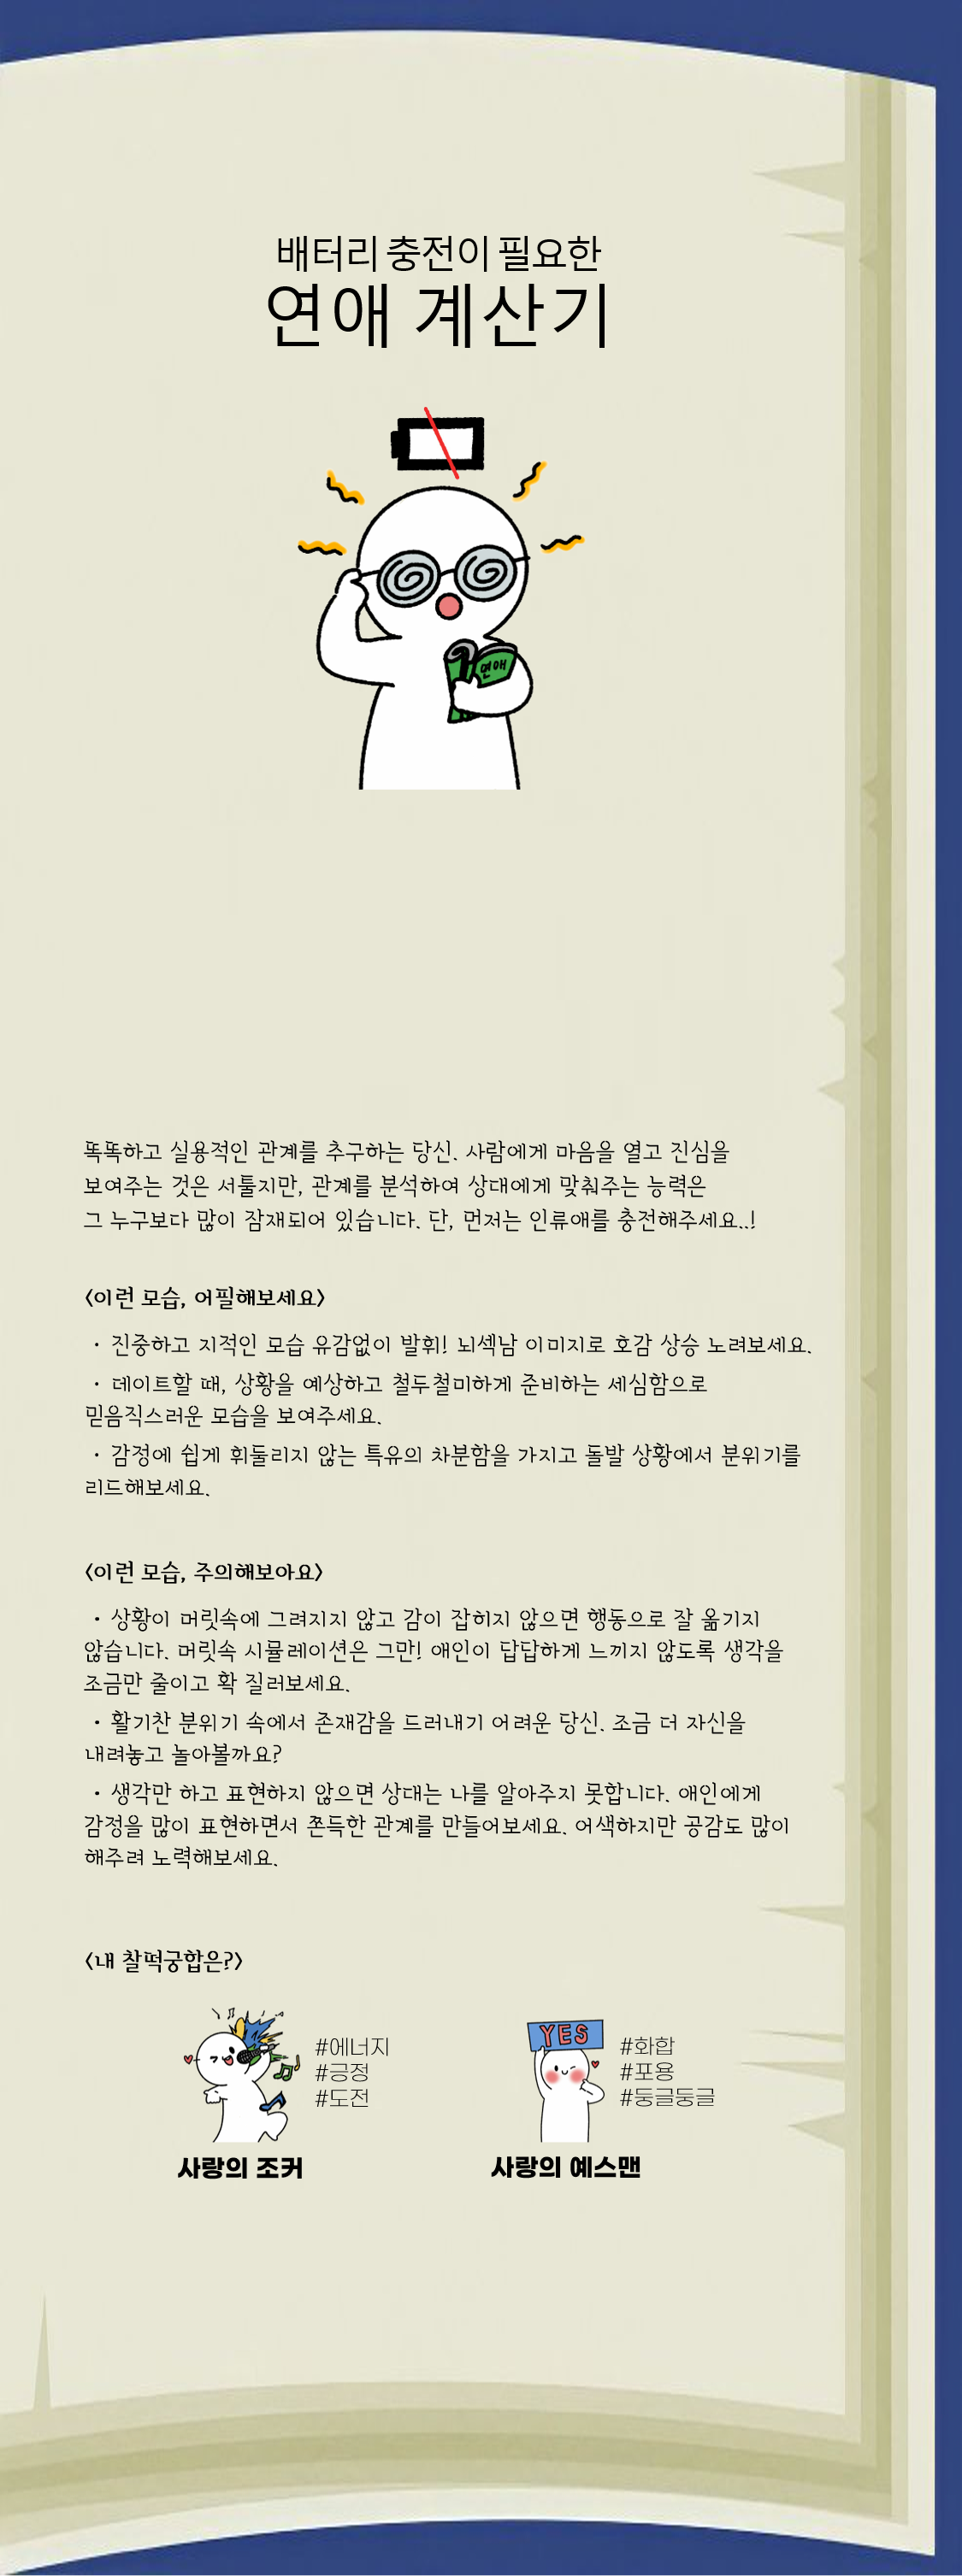 배터리 충전이 필요한
연애 계산기
연애
똑똑하고 실용적인 관계를 추구하는 당신. 사람에게 마음을 열고 진심을
보여주는 것은 서툴지만, 관계를 분석하여 상대에게 맞춰주는 능력은
그 누구보다 많이 잠재되어 있습니다. 단, 먼저는 인류애를 충전해주세요..!
<이런 모습, 어필해보세요>
· 진중하고 지적인 모습 유감없이 발휘! 뇌섹남 이미지로 호감 상승 노려보세요.
· 데이트할 때, 상황을 예상하고 철두철미하게 준비하는 세심함으로
믿음직스러운 모습을 보여주세요.
· 감정에 쉽게 휘둘리지 않는 특유의 차분함을 가지고 돌발 상황에서 분위기를
리드해보세요.
<이런 모습, 주의해보아요>
· 상황이 머릿속에 그려지지 않고 감이 잡히지 않으면 행동으로 잘 옮기지
않습니다. 머릿속 시뮬레이션은 그만! 애인이 답답하게 느끼지 않도록 생각을
조금만 줄이고 확 질러보세요.
· 활기찬 분위기 속에서 존재감을 드러내기 어려운 당신. 조금 더 자신을
내려놓고 놀아볼까요?
· 생각만 하고 표현하지 않으면 상대는 나를 알아주지 못합니다. 애인에게
감정을 많이 표현하면서 쫀득한 관계를 만들어보세요. 어색하지만 공감도 많이
해주려 노력해보세요.
<내 찰떡궁합은?>
#에너지
#긍정
#도전
사랑의 조커
YES
#화합
#포용
#둥글둥글
사랑의 예스맨